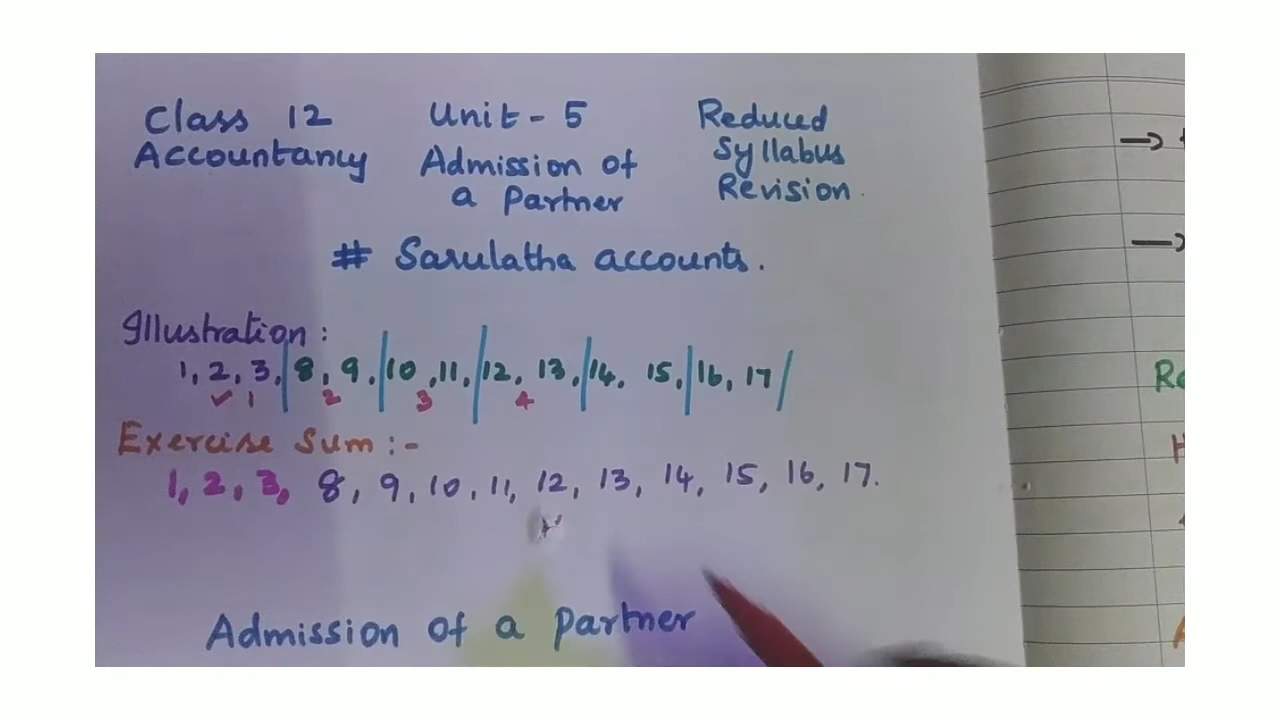 Class 12 Unit - 5 Reduced
Accountancy Admission of Syllabus
a Partner Revision.
# Sarulatha accounts.
Illustration :
1, 2, 3, | 8, 9, | 10, 11, | 12, 13, | 14, 15, | 16, 17 |
✓ 1 2 3 4
Exercise Sum :-
1, 2, 3, 8, 9, 10, 11, 12, 13, 14, 15, 16, 17.
Admission of a Partner